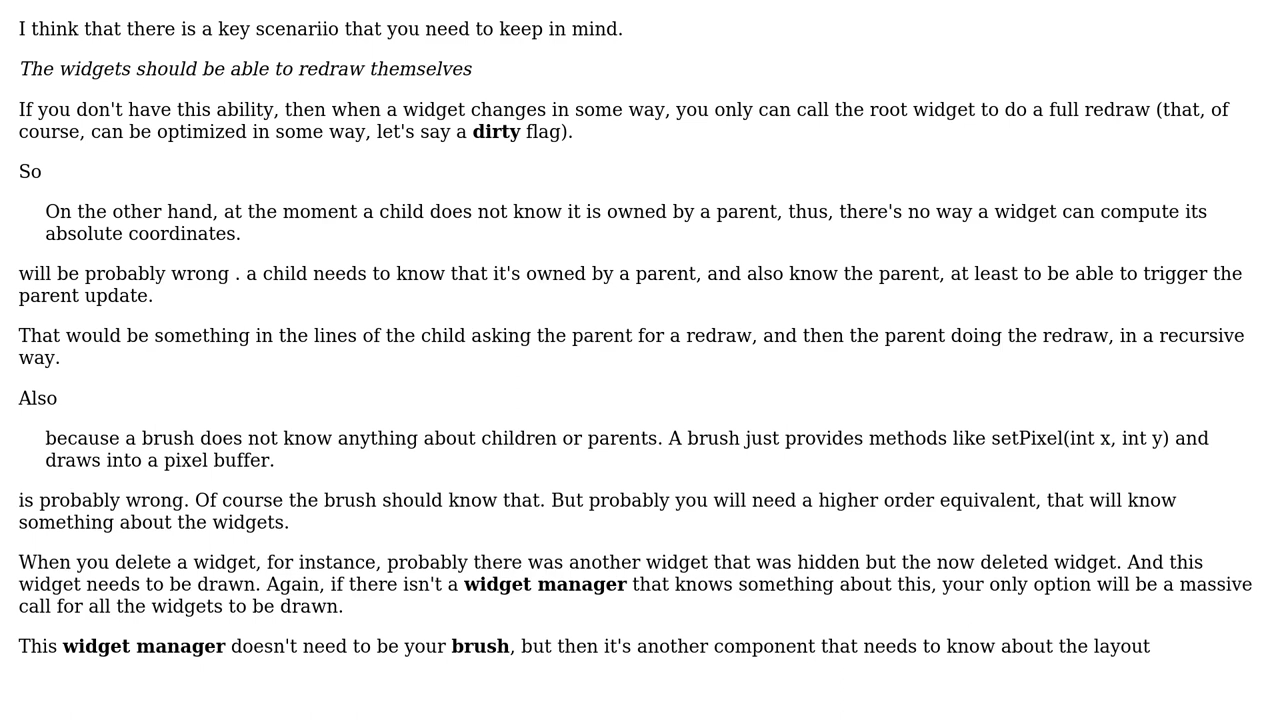 I think that there is a key scenariio that you need to keep in mind.
The widgets should be able to redraw themselves
If you don't have this ability, then when a widget changes in some way, you only can call the root widget to do a full redraw (that, of
course, can be optimized in some way, let's say a dirty flag).
So
On the other hand, at the moment a child does not know it is owned by a parent, thus, there's no way a widget can compute its
absolute coordinates.
will be probably wrong . a child needs to know that it's owned by a parent, and also know the parent, at least to be able to trigger the
parent update.
That would be something in the lines of the child asking the parent for a redraw, and then the parent doing the redraw, in a recursive
way.
Also
because a brush does not know anything about children or parents. A brush just provides methods like setPixel(int x, int y) and
draws into a pixel buffer.
is probably wrong. Of course the brush should know that. But probably you will need a higher order equivalent, that will know
something about the widgets.
When you delete a widget, for instance, probably there was another widget that was hidden but the now deleted widget. And this
widget needs to be drawn. Again, if there isn't a widget manager that knows something about this, your only option will be a massive
call for all the widgets to be drawn.
This widget manager doesn't need to be your brush, but then it's another component that needs to know about the layout